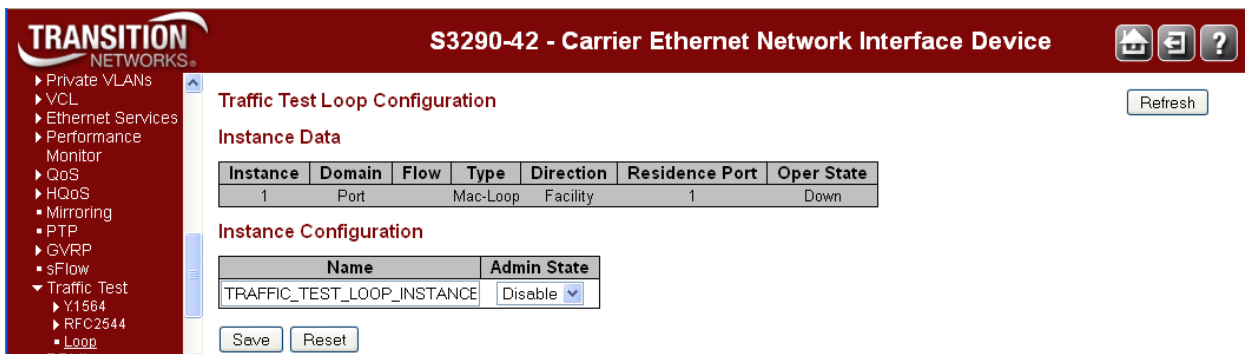 TRANSITION
NETWORKS®
S3290-42 - Carrier Ethernet Network Interface Device
?
Private VLANs
VCL
Ethernet Services
Performance
Monitor
QoS
HQoS
Mirroring
PTP
GVRP
sFlow
Traffic Test
Y.1564
RFC2544
Loop
Traffic Test Loop Configuration
Refresh
Instance Data
Instance Domain Flow Type Direction Residence Port Oper State
1 Port Mac-Loop Facility 1 Down
Instance Configuration
Name Admin State
TRAFFIC_TEST_LOOP_INSTANCE Disable
Save Reset